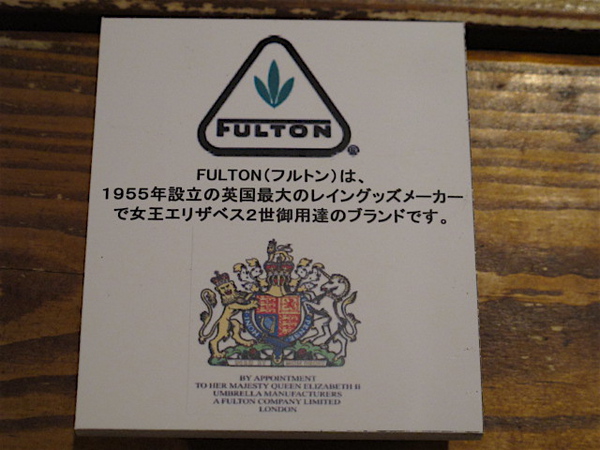 FULTON
FULTON(フルトン)は、
1955年設立の英国最大のレイングッズメーカー
で女王エリザベス2世御用達のブランドです。
BY APPOINTMENT
TO HER MAJESTY QUEEN ELIZABETH II
UMBRELLA MANUFACTURERS
A FULTON COMPANY LIMITED
LONDON